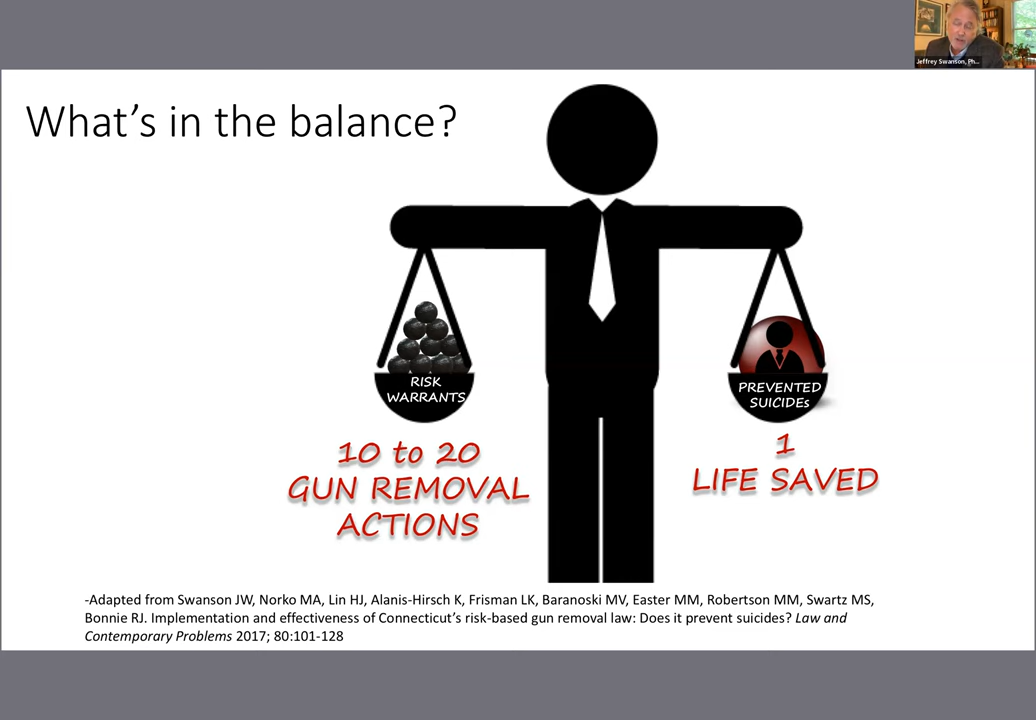 Jeffrey Swanson, Ph...
What's in the balance?
RISK
WARRANTS
PREVENTED
SUICIDEs
10 to 20
GUN REMOVAL
ACTIONS
1
LIFE SAVED
-Adapted from Swanson JW, Norko MA, Lin HJ, Alanis-Hirsch K, Frisman LK, Baranoski MV, Easter MM, Robertson MM, Swartz MS,
Bonnie RJ. Implementation and effectiveness of Connecticut's risk-based gun removal law: Does it prevent suicides? Law and
Contemporary Problems 2017; 80:101-128